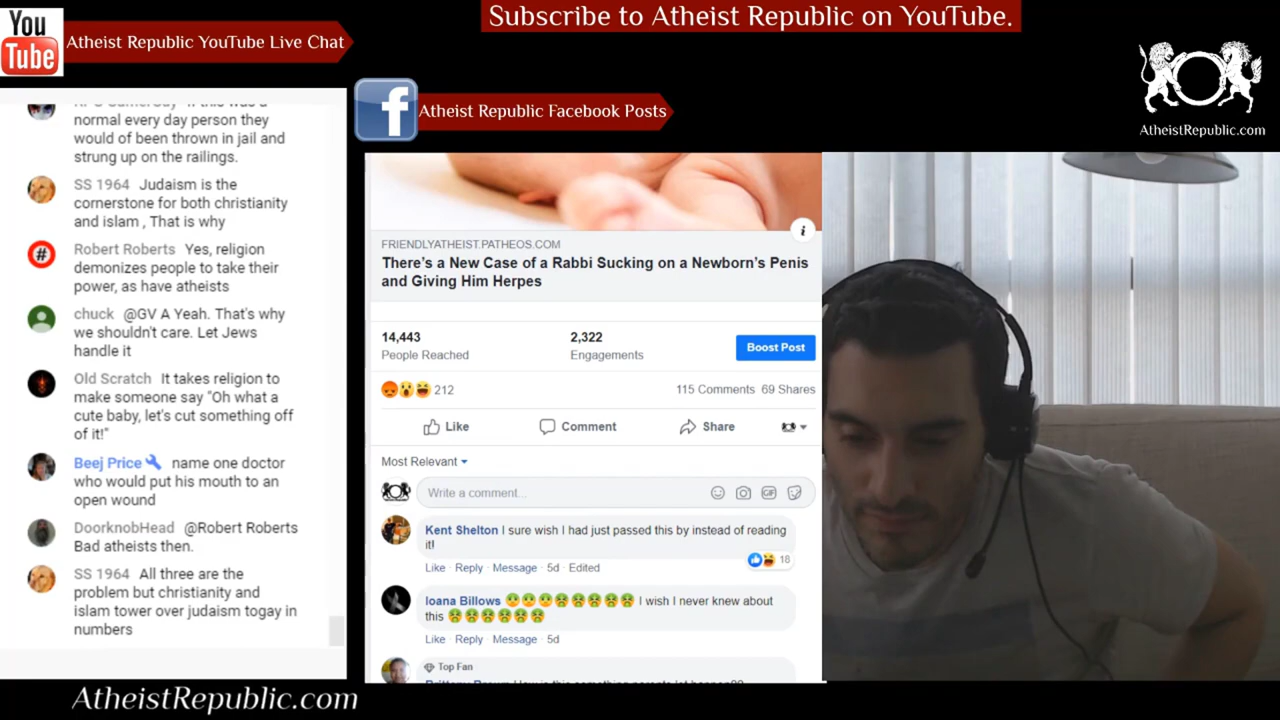 Subscribe to Atheist Republic on YouTube.
You
Tube
Atheist Republic YouTube Live Chat
Atheist Republic Facebook Posts
AtheistRepublic.com
normal every day person they
would of been thrown in jail and
strung up on the railings.
SS 1964 Judaism is the
cornerstone for both christianity
and islam , That is why
Robert Roberts Yes, religion
demonizes people to take their
power, as have atheists
chuck @GV A Yeah. That's why
we shouldn't care. Let Jews
handle it
Old Scratch It takes religion to
make someone say "Oh what a
cute baby, let's cut something off
of it!"
Beej Price name one doctor
who would put his mouth to an
open wound
DoorknobHead @Robert Roberts
Bad atheists then.
SS 1964 All three are the
problem but christianity and
islam tower over judaism togay in
numbers
FRIENDLYATHEIST.PATHEOS.COM
There's a New Case of a Rabbi Sucking on a Newborn's Penis
and Giving Him Herpes
14,443 2,322
People Reached Engagements
Boost Post
212 115 Comments 69 Shares
Like Comment Share
Most Relevant
Write a comment...
GIF
Kent Shelton I sure wish I had just passed this by instead of reading
it!
18
Like · Reply · Message · 5d · Edited
Ioana Billows I wish I never knew about
this
Like · Reply · Message · 5d
Top Fan
AtheistRepublic.com